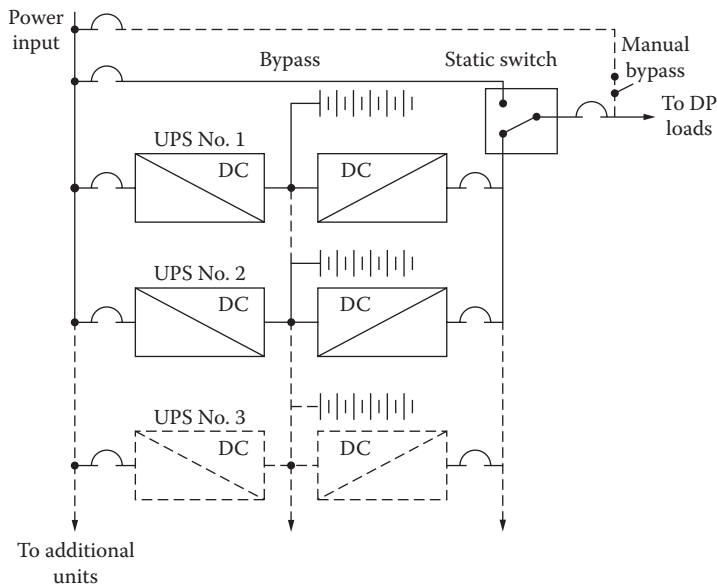 Power
input
Bypass
Static switch
Manual
bypass
To DP
loads
UPS No. 1
DC
DC
UPS No. 2
DC
DC
UPS No. 3
DC
DC
To additional
units